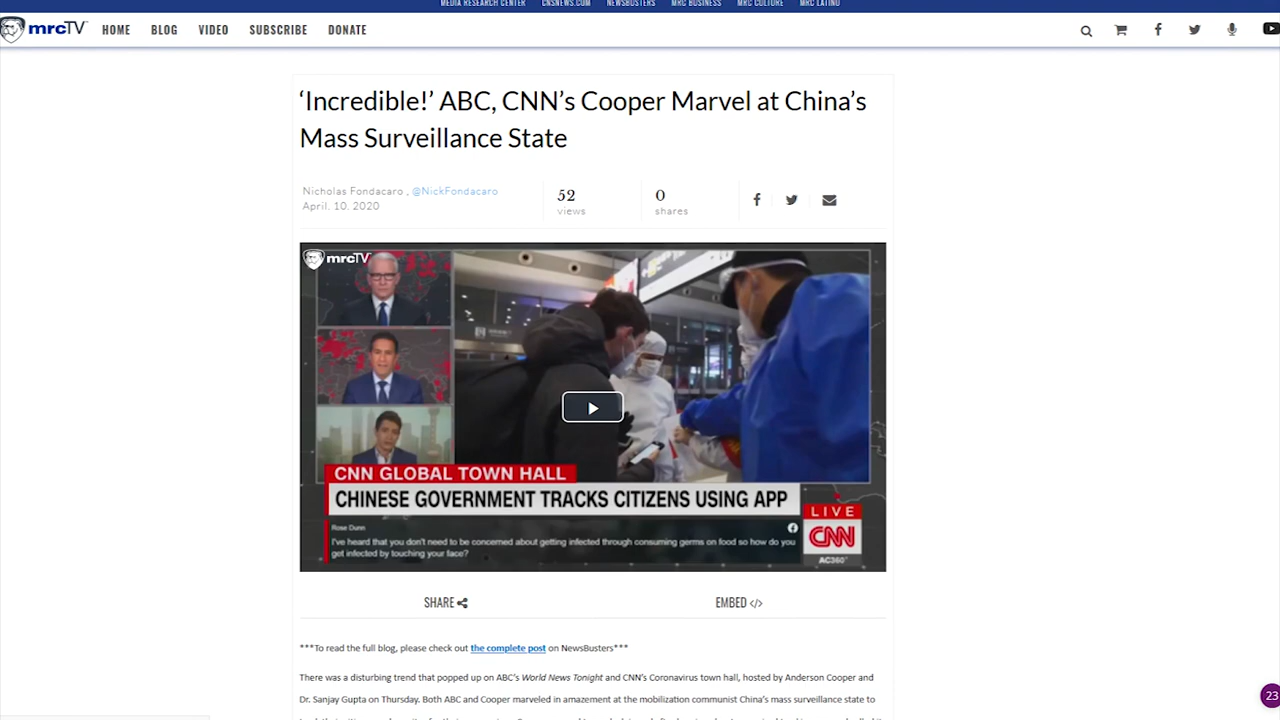 MEDIA RESEARCH CENTER CNSNEWS.COM NEWSBUSTERS MRC BUSINESS MRC CULTURE MRC LATINO
mrcTV HOME BLOG VIDEO SUBSCRIBE DONATE
‘Incredible!’ ABC, CNN’s Cooper Marvel at China’s
Mass Surveillance State
Nicholas Fondacaro , @NickFondacaro
April. 10. 2020
52
views
0
shares
mrcTV
CNN GLOBAL TOWN HALL
CHINESE GOVERNMENT TRACKS CITIZENS USING APP
Rose Dunn
I've heard that you don't need to be concerned about getting infected through consuming germs on food so how do you
get infected by touching your face?
LIVE
CNN
AC360°
SHARE
EMBED </>
***To read the full blog, please check out the complete post on NewsBusters***
There was a disturbing trend that popped up on ABC’s World News Tonight and CNN’s Coronavirus town hall, hosted by Anderson Cooper and
Dr. Sanjay Gupta on Thursday. Both ABC and Cooper marveled in amazement at the mobilization communist China’s mass surveillance state to
23